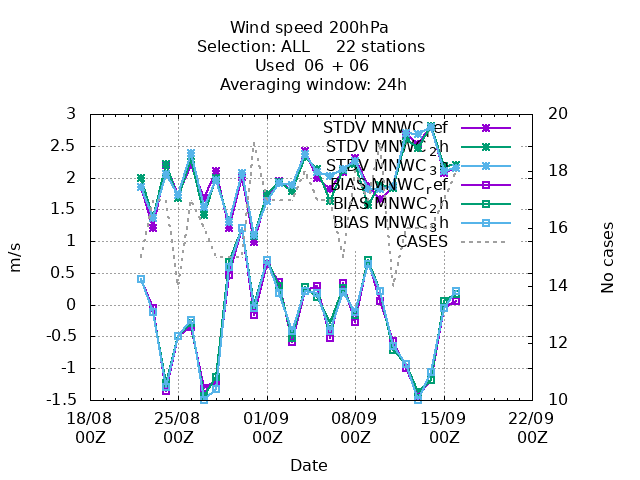 Wind speed 200hPa
Selection: ALL 22 stations
Used 06 + 06
Averaging window: 24h
3
2.5
2
1.5
1
0.5
0
-0.5
-1
-1.5
m/s
20
18
16
14
12
10
No cases
STDV MNWC_ref
STDV MNWC_2h
STDV MNWC_3h
BIAS MNWC_ref
BIAS MNWC_2h
BIAS MNWC_3h
CASES
18/08 25/08 01/09 08/09 15/09 22/09
00Z 00Z 00Z 00Z 00Z 00Z
Date